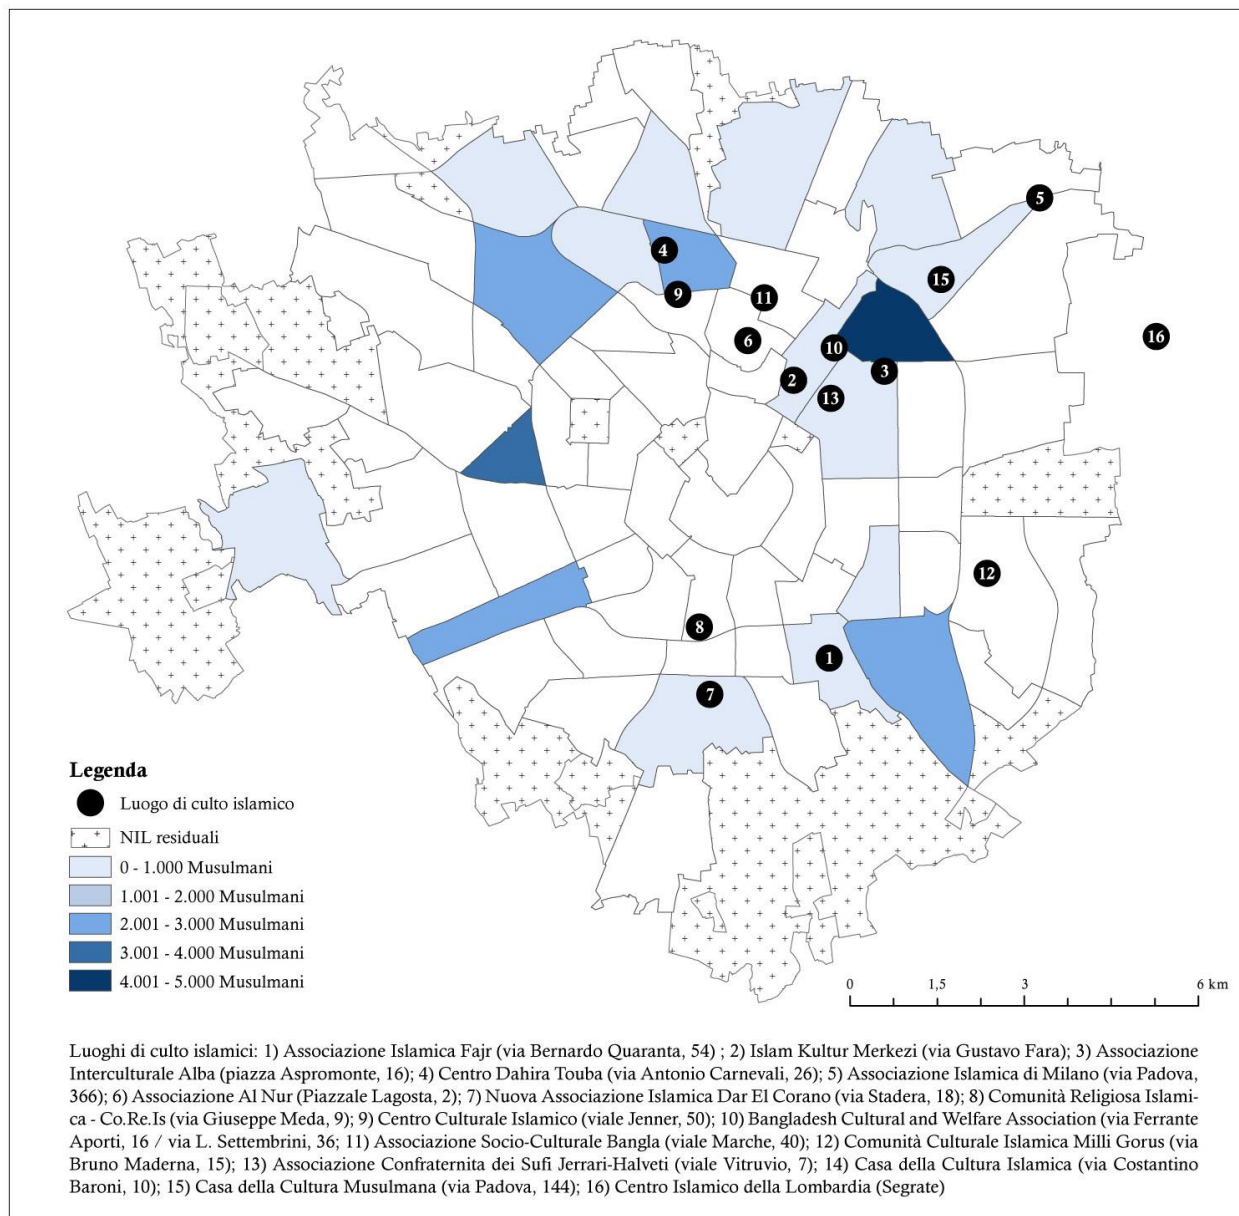 5
4
15
9
11
16
6
10
3
2
13
12
8
1
7
Legenda
Luogo di culto islamico
NIL residuali
0 - 1.000 Musulmani
1.001 - 2.000 Musulmani
2.001 - 3.000 Musulmani
3.001 - 4.000 Musulmani
4.001 - 5.000 Musulmani
0 1,5 3 6 km
Luoghi di culto islamici: 1) Associazione Islamica Fajr (via Bernardo Quaranta, 54) ; 2) Islam Kultur Merkezi (via Gustavo Fara); 3) Associazione
Interculturale Alba (piazza Aspromonte, 16); 4) Centro Dahira Touba (via Antonio Carnevali, 26); 5) Associazione Islamica di Milano (via Padova,
366); 6) Associazione Al Nur (Piazzale Lagosta, 2); 7) Nuova Associazione Islamica Dar El Corano (via Stadera, 18); 8) Comunità Religiosa Islami-
ca - Co.Re.Is (via Giuseppe Meda, 9); 9) Centro Culturale Islamico (viale Jenner, 50); 10) Bangladesh Cultural and Welfare Association (via Ferrante
Aporti, 16 / via L. Settembrini, 36; 11) Associazione Socio-Culturale Bangla (viale Marche, 40); 12) Comunità Culturale Islamica Milli Gorus (via
Bruno Maderna, 15); 13) Associazione Confraternita dei Sufi Jerrari-Halveti (viale Vitruvio, 7); 14) Casa della Cultura Islamica (via Costantino
Baroni, 10); 15) Casa della Cultura Musulmana (via Padova, 144); 16) Centro Islamico della Lombardia (Segrate)